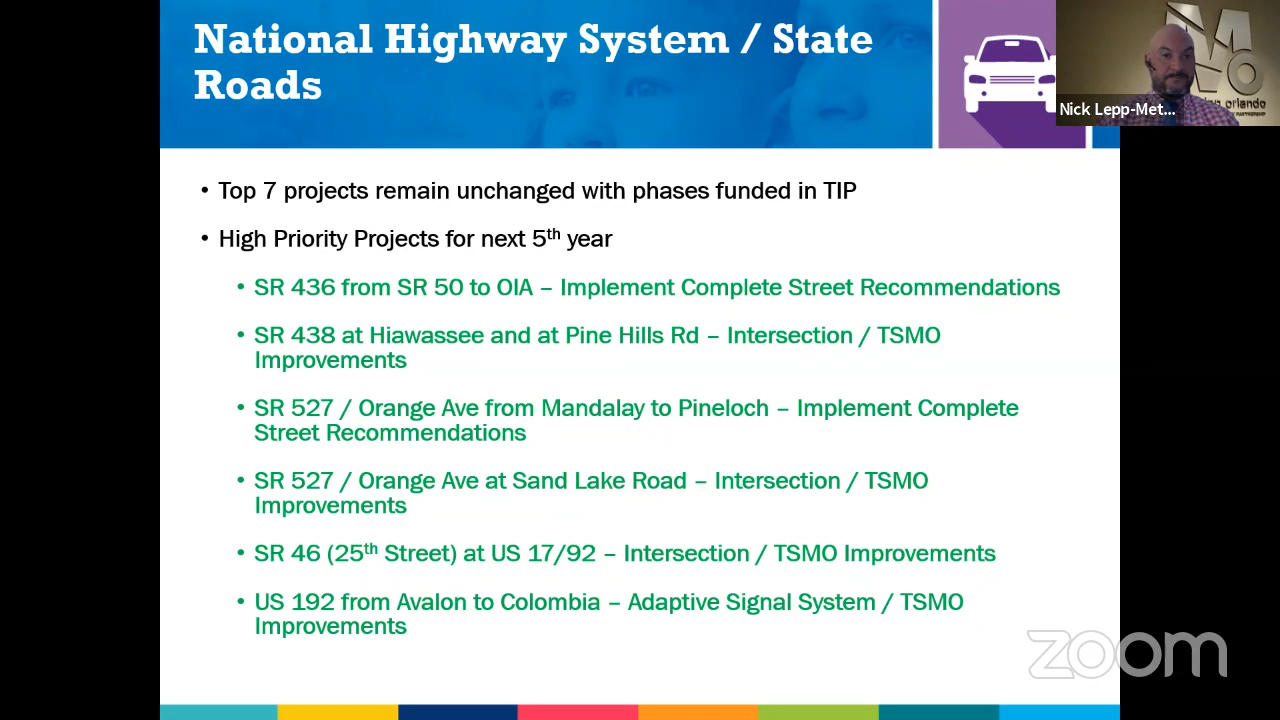 National Highway System / State
Roads
Nick Lepp-Met...
orlando
• Top 7 projects remain unchanged with phases funded in TIP
• High Priority Projects for next 5th year
• SR 436 from SR 50 to OIA – Implement Complete Street Recommendations
• SR 438 at Hiawassee and at Pine Hills Rd – Intersection / TSMO
Improvements
• SR 527 / Orange Ave from Mandalay to Pineloch – Implement Complete
Street Recommendations
• SR 527 / Orange Ave at Sand Lake Road – Intersection / TSMO
Improvements
• SR 46 (25th Street) at US 17/92 – Intersection / TSMO Improvements
• US 192 from Avalon to Colombia – Adaptive Signal System / TSMO
Improvements
zoom